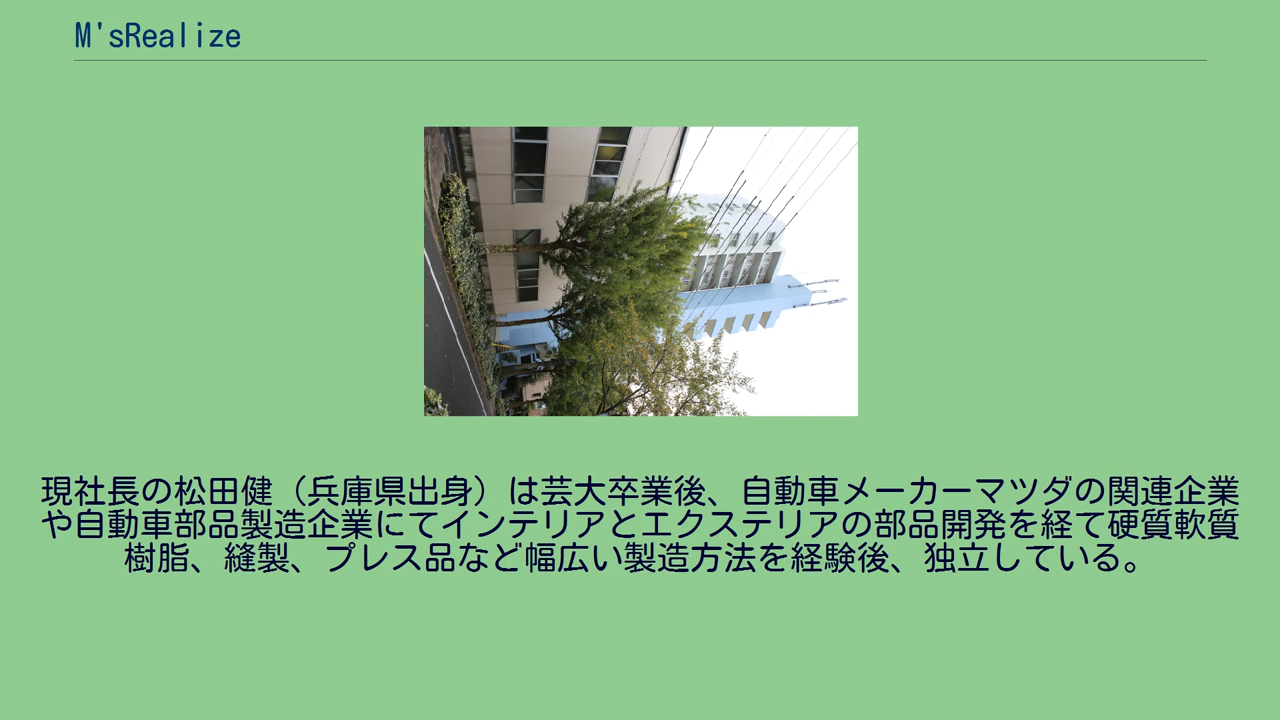 M'sRealize
現社長の松田健（兵庫県出身）は芸大卒業後、自動車メーカーマツダの関連企業
や自動車部品製造企業にてインテリアとエクステリアの部品開発を経て硬質軟質
樹脂、縫製、プレス品など幅広い製造方法を経験後、独立している。